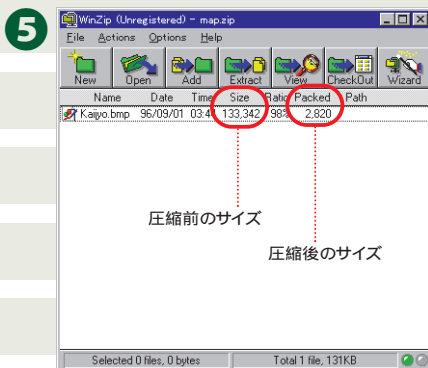 5
WinZip (Unregistered) - map.zip
File Actions Options Help
New Open Add Extract View CheckOut Wizard
Name Date Time Size Ratio Packed Path
Kaijyo.bmp 96/09/01 03:4 133,342 98% 2,820
圧縮前のサイズ
圧縮後のサイズ
Selected 0 files, 0 bytes Total 1 file, 131KB